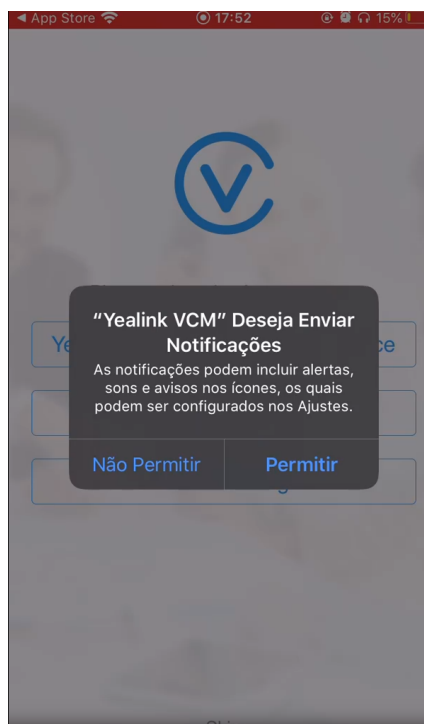 App Store 17:52 15%
“Yealink VCM” Deseja Enviar
Notificações
As notificações podem incluir alertas,
sons e avisos nos ícones, os quais
podem ser configurados nos Ajustes.
Não Permitir Permitir